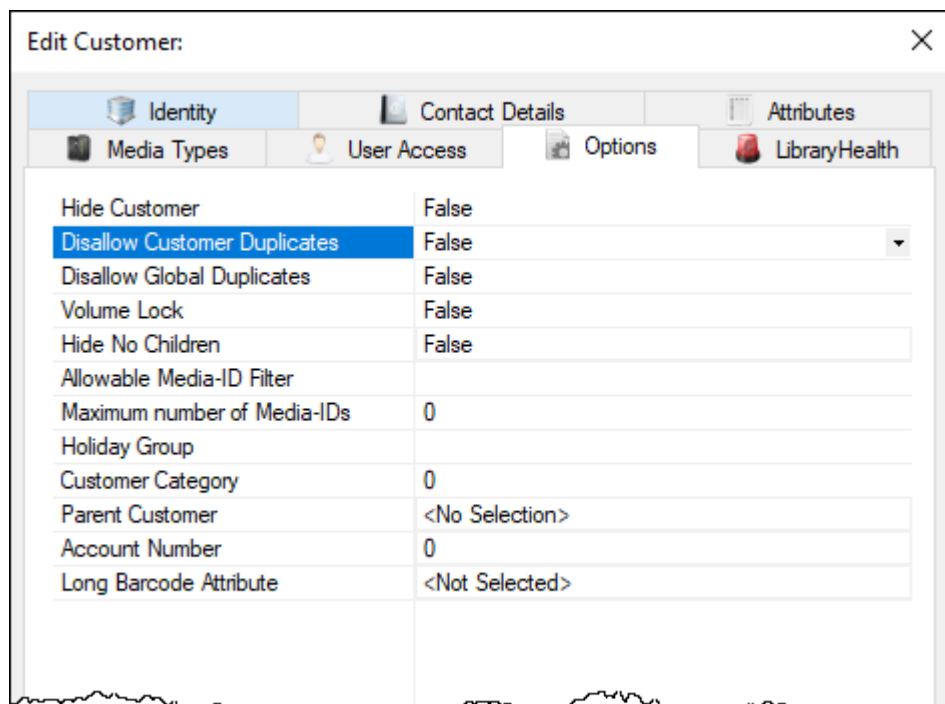 Edit Customer:
Identity Contact Details Attributes
Media Types User Access Options LibraryHealth
Hide Customer False
Disallow Customer Duplicates False
Disallow Global Duplicates False
Volume Lock False
Hide No Children False
Allowable Media-ID Filter
Maximum number of Media-IDs 0
Holiday Group
Customer Category 0
Parent Customer <No Selection>
Account Number 0
Long Barcode Attribute <Not Selected>